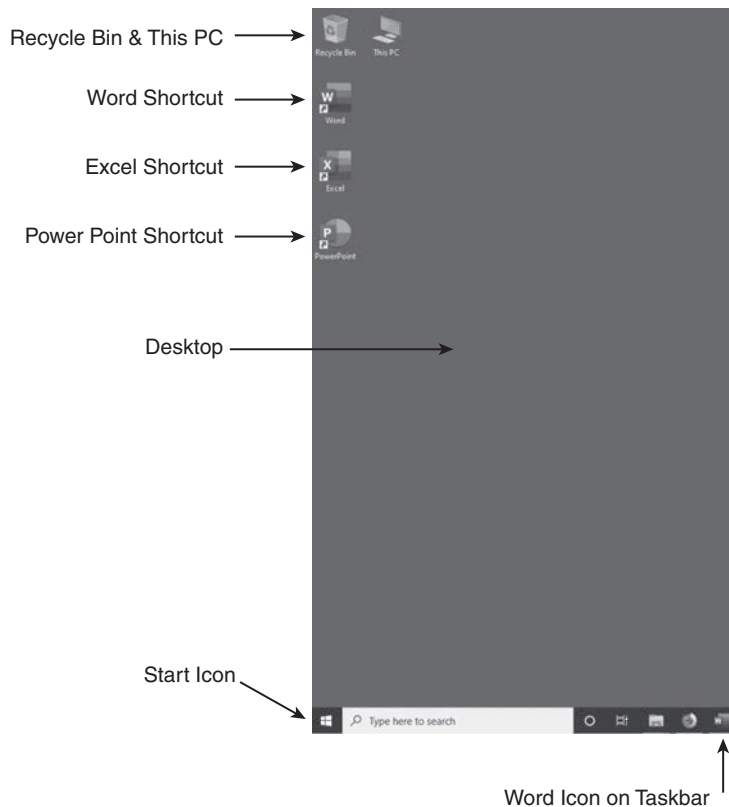 Recycle Bin & This PC
Recycle Bin This PC
Word Shortcut
W
Word
Excel Shortcut
X
Excel
Power Point Shortcut
P
PowerPoint
Desktop
Start Icon
Type here to search
W
Word Icon on Taskbar